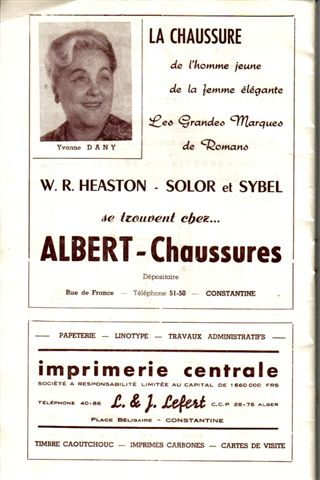 Yvonne DANY
LA CHAUSSURE
de l'homme jeune
de la femme élégante
Les Grandes Marques
de Romans
W. R. HEASTON - SOLOR et SYBEL
se trouvent chez...
ALBERT - Chaussures
Dépositaire
Rue de France — Téléphone 51-50 — CONSTANTINE
— PAPETERIE — LINOTYPE — TRAVAUX ADMINISTRATIFS —
imprimerie centrale
SOCIÉTÉ A RESPONSABILITÉ LIMITÉE AU CAPITAL DE 1 660 000 FRS
TÉLÉPHONE 40-86 L. & J. Lefert C.C.P 28-75 ALGER
PLACE BÉLISAIRE - CONSTANTINE
TIMBRE CAOUTCHOUC — IMPRIMES CARBONES — CARTES DE VISITE